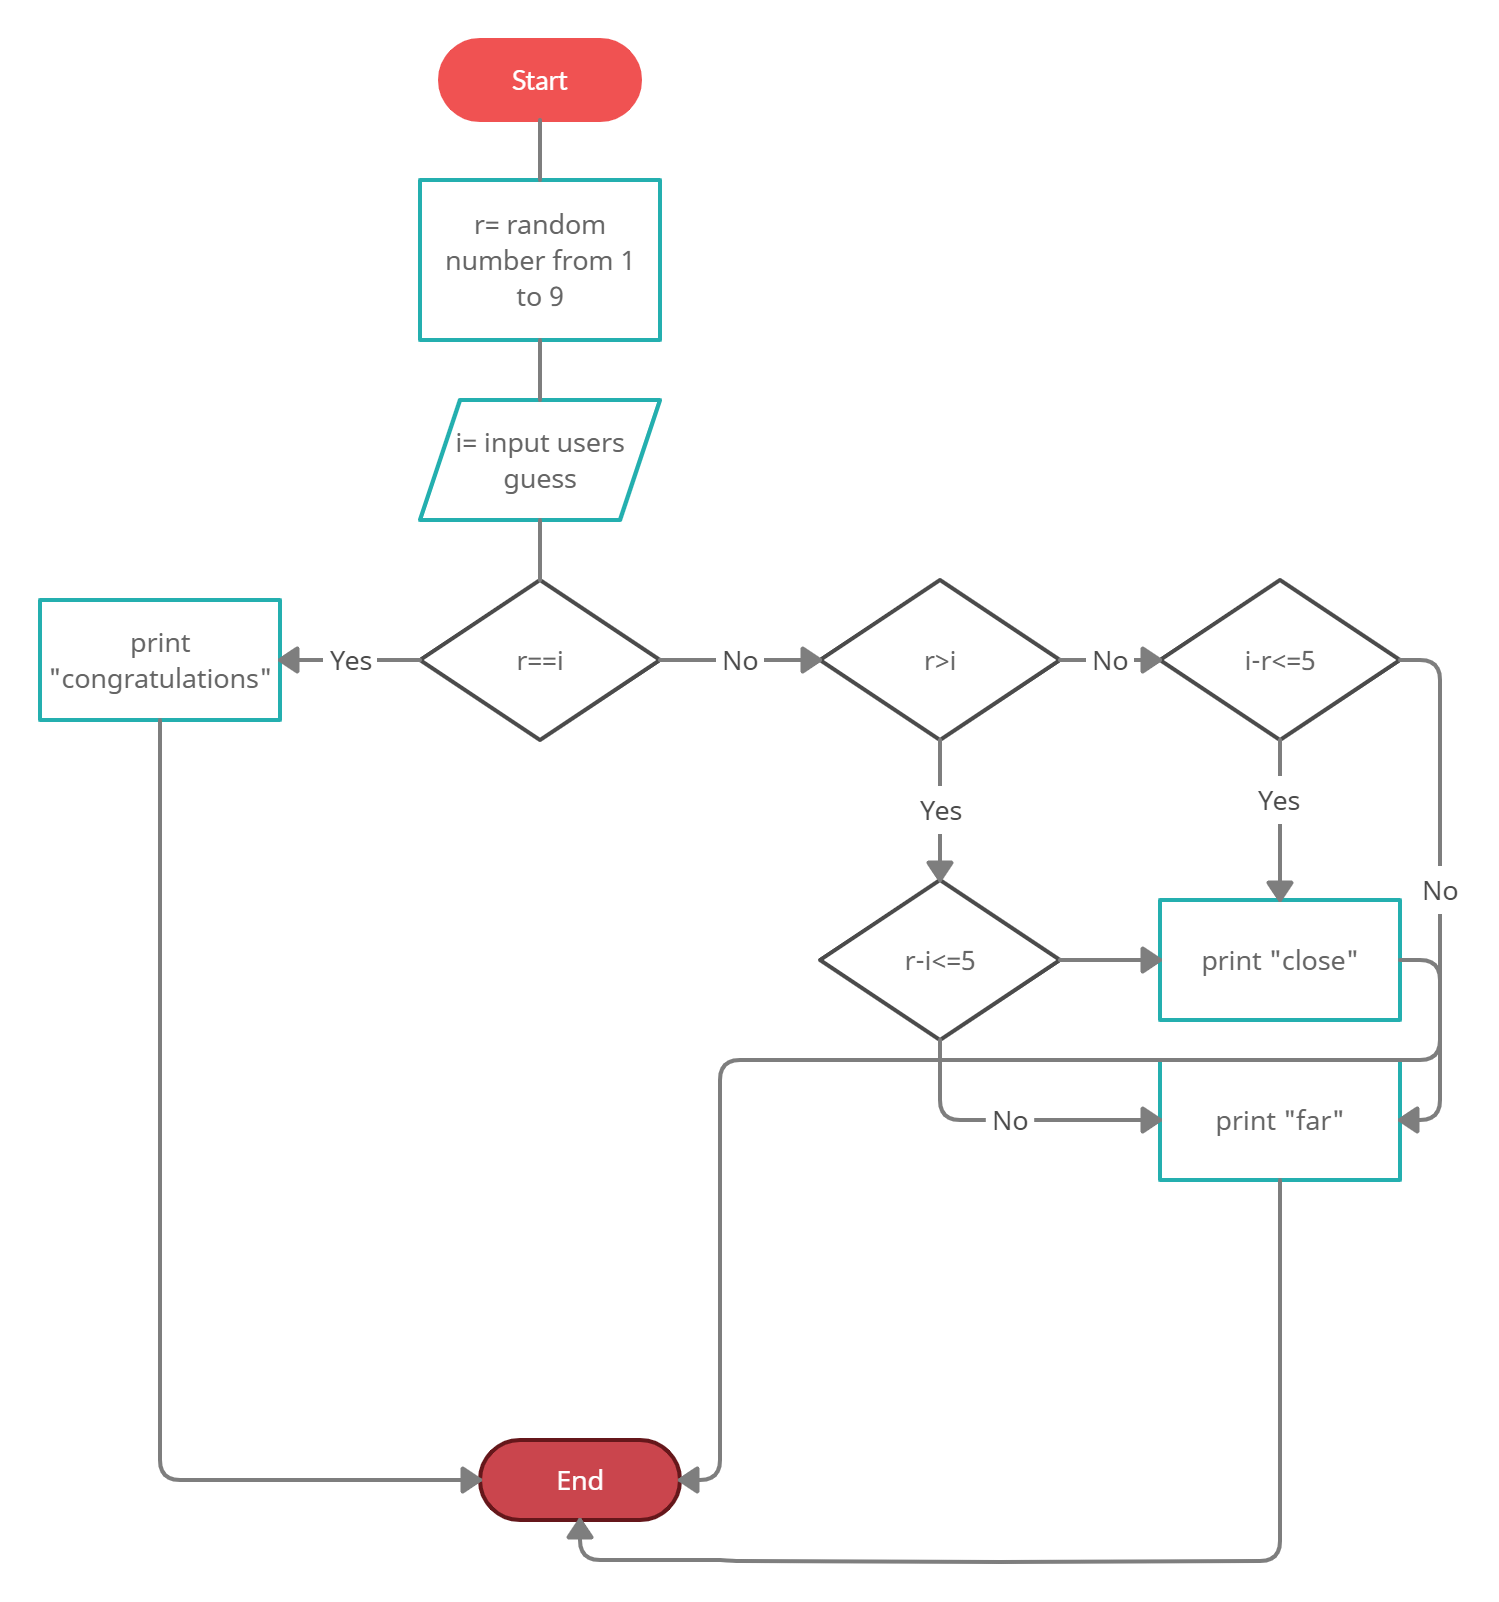 Start
r= random
number from 1
to 9
i= input users
guess
print
"congratulations"
Yes
r==i
No
r>i
No
i-r<=5
Yes
Yes
No
r-i<=5
print "close"
No
print "far"
End